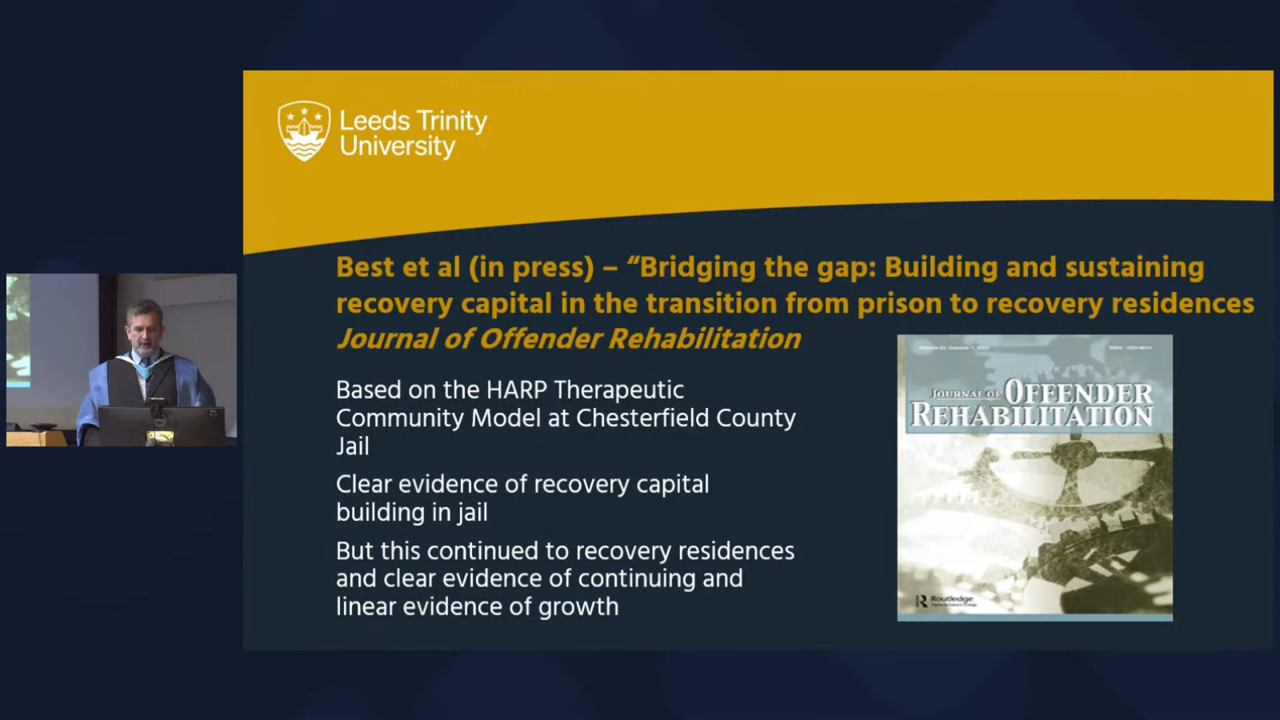 Leeds Trinity
University
Best et al (in press) – “Bridging the gap: Building and sustaining
recovery capital in the transition from prison to recovery residences
Journal of Offender Rehabilitation
Based on the HARP Therapeutic
Community Model at Chesterfield County
Jail
Clear evidence of recovery capital
building in jail
But this continued to recovery residences
and clear evidence of continuing and
linear evidence of growth
JOURNAL OF OFFENDER
REHABILITATION
Routledge